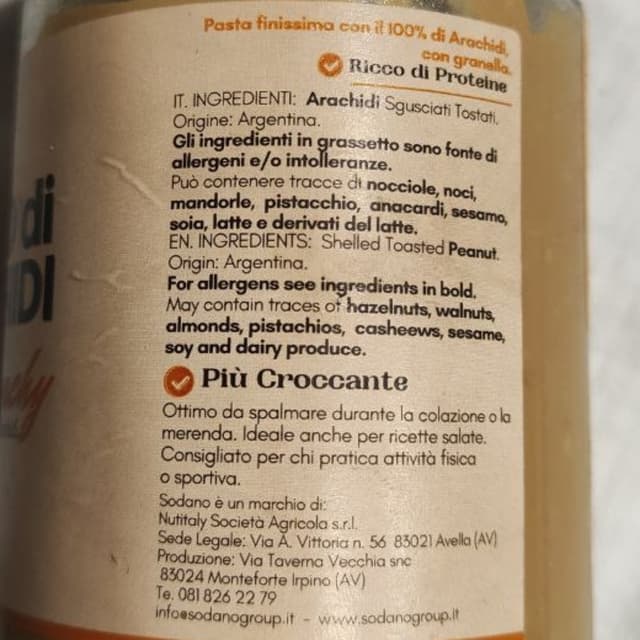 Pasta finissima con il 100% di Arachidi,
con granella.
Ricco di Proteine
IT. INGREDIENTI: Arachidi Sgusciati Tostati.
Origine: Argentina.
Gli ingredienti in grassetto sono fonte di
allergeni e/o intolleranze.
Può contenere tracce di nocciole, noci,
mandorle, pistacchio, anacardi, sesamo,
soia, latte e derivati del latte.
EN. INGREDIENTS: Shelled Toasted Peanut.
Origin: Argentina.
For allergens see ingredients in bold.
May contain traces of hazelnuts, walnuts,
almonds, pistachios, casheews, sesame,
soy and dairy produce.
Più Croccante
Ottimo da spalmare durante la colazione o la
merenda. Ideale anche per ricette salate.
Consigliato per chi pratica attività fisica
o sportiva.
Sodano è un marchio di:
Nutitaly Società Agricola s.r.l.
Sede Legale: Via A. Vittoria n. 56 83021 Avella (AV)
Produzione: Via Taverna Vecchia snc
83024 Monteforte Irpino (AV)
Te. 081 826 22 79
info@sodanogroup.it - www.sodanogroup.it
di